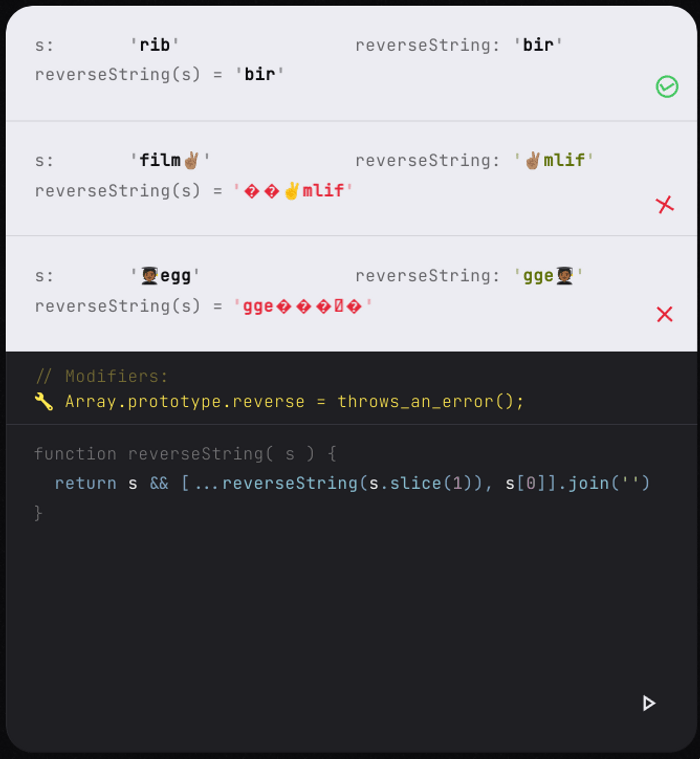 s: 'rib' reverseString: 'bir'
reverseString(s) = 'bir'
s: 'film✌🏽' reverseString: '✌🏽mlif'
reverseString(s) = '��✌mlif'
s: '👨🏾‍🎓egg' reverseString: 'gge👨🏾‍🎓'
reverseString(s) = 'gge�����'
// Modifiers:
🔧 Array.prototype.reverse = throws_an_error();
function reverseString( s ) {
return s && [...reverseString(s.slice(1)), s[0]].join('')
}